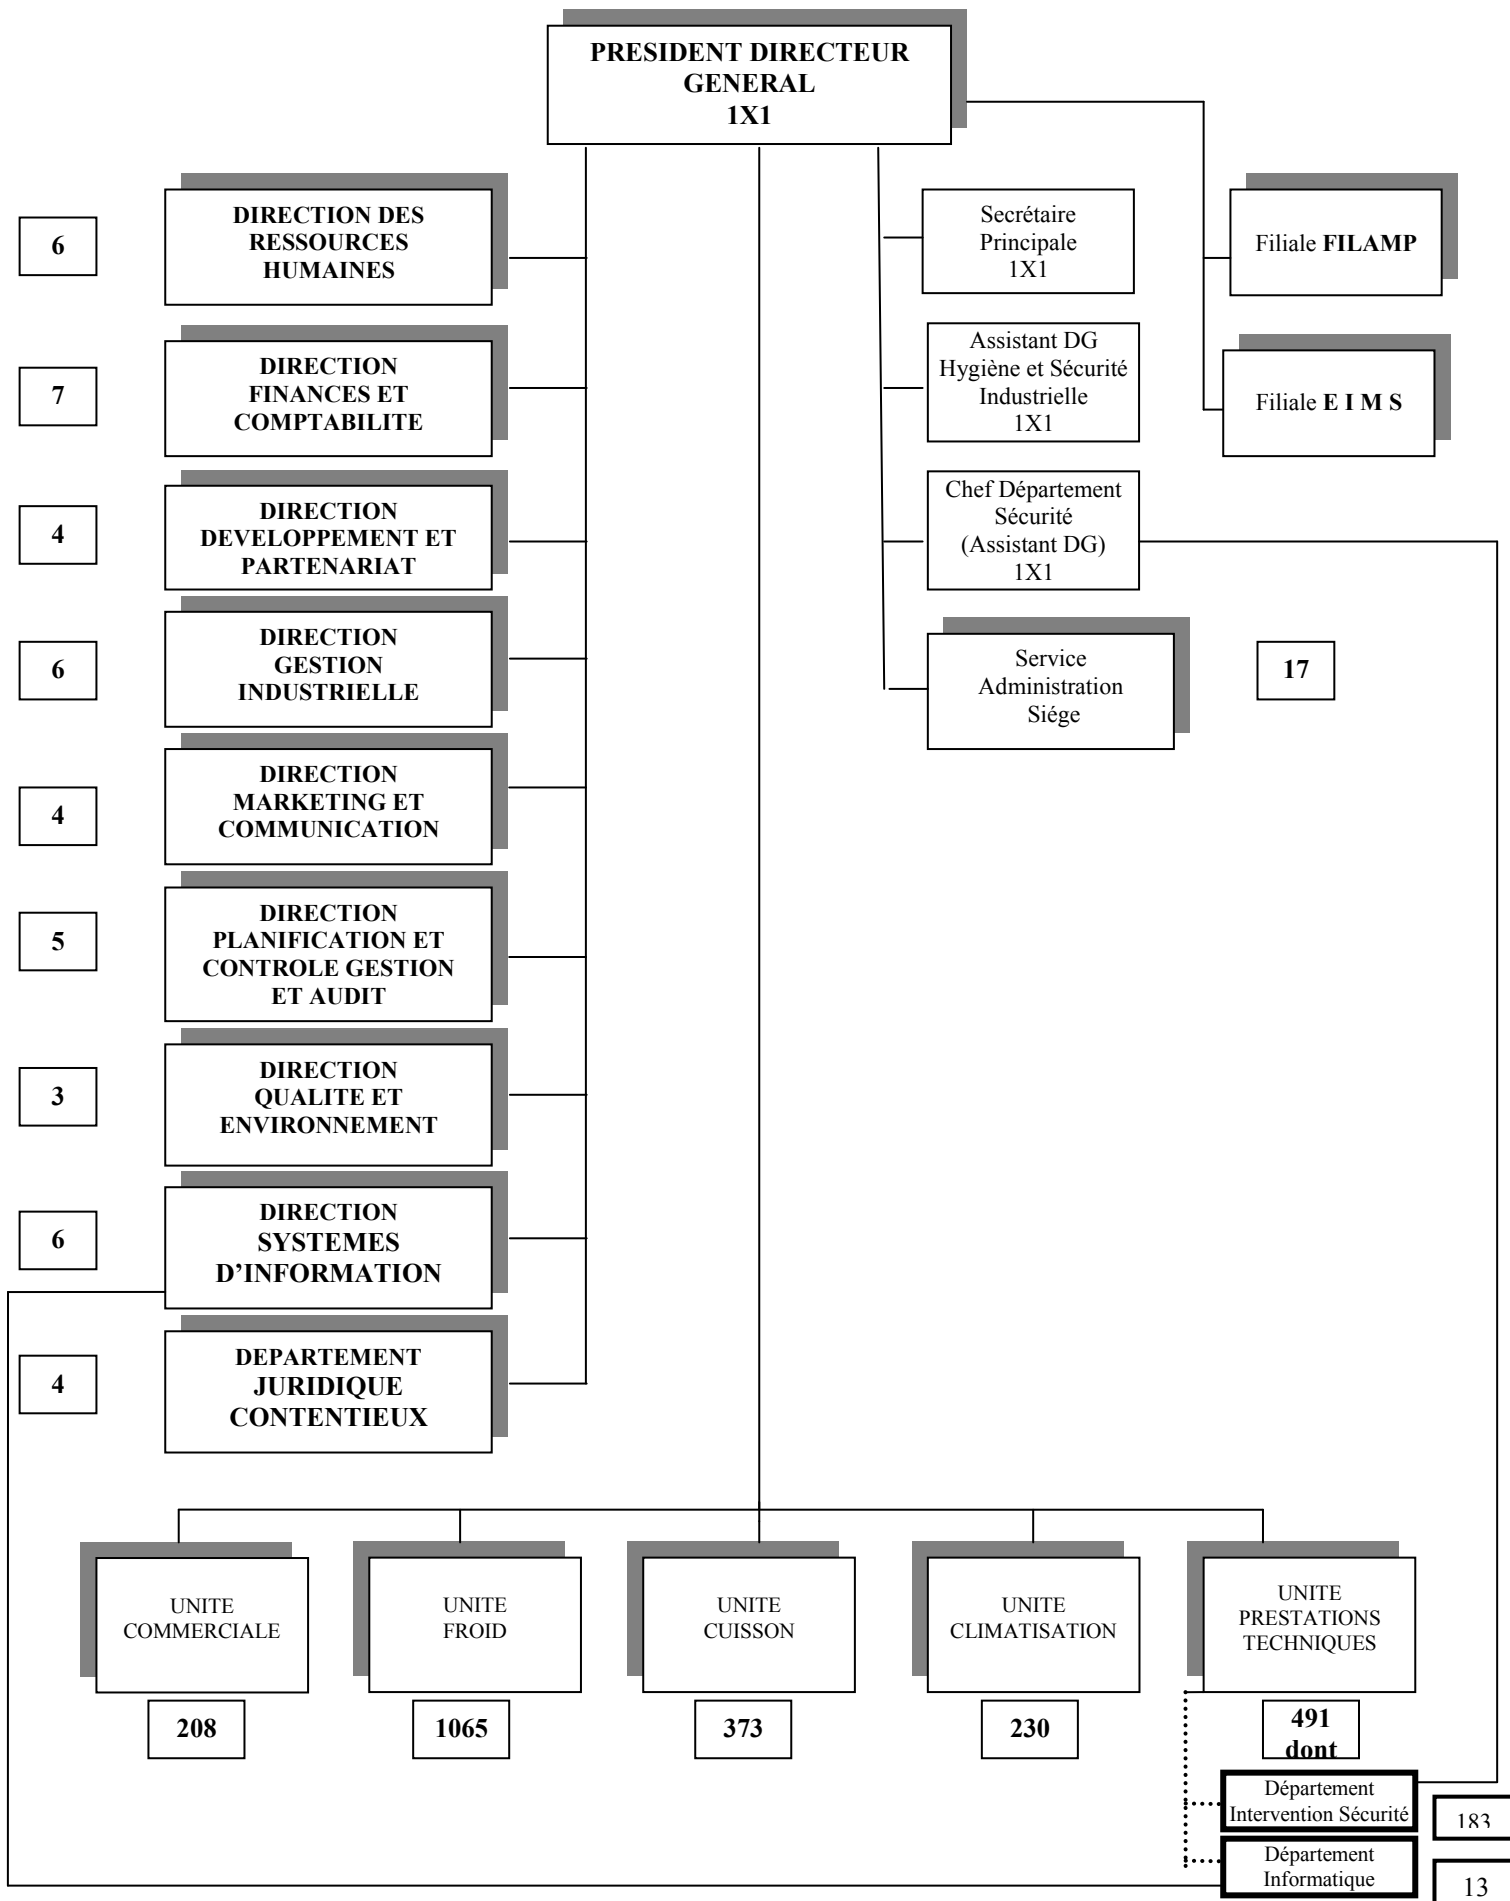 PRESIDENT DIRECTEUR
GENERAL
1X1
6
DIRECTION DES
RESSOURCES
HUMAINES
7
DIRECTION
FINANCES ET
COMPTABILITE
4
DIRECTION
DEVELOPPEMENT ET
PARTENARIAT
6
DIRECTION
GESTION
INDUSTRIELLE
4
DIRECTION
MARKETING ET
COMMUNICATION
5
DIRECTION
PLANIFICATION ET
CONTROLE GESTION
ET AUDIT
3
DIRECTION
QUALITE ET
ENVIRONNEMENT
6
DIRECTION
SYSTEMES
D’INFORMATION
4
DEPARTEMENT
JURIDIQUE
CONTENTIEUX
Secrétaire
Principale
1X1
Assistant DG
Hygiène et Sécurité
Industrielle
1X1
Chef Département
Sécurité
(Assistant DG)
1X1
Service
Administration
Siége
17
Filiale FILAMP
Filiale E I M S
UNITE
COMMERCIALE
208
UNITE
FROID
1065
UNITE
CUISSON
373
UNITE
CLIMATISATION
230
UNITE
PRESTATIONS
TECHNIQUES
491
dont
Département
Intervention Sécurité
183
Département
Informatique
13